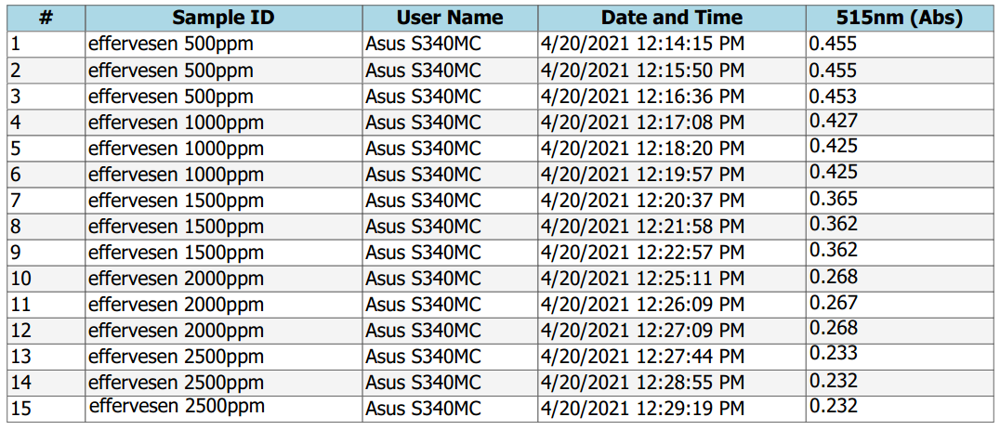 # Sample ID User Name Date and Time 515nm (Abs)
1 effervesen 500ppm Asus S340MC 4/20/2021 12:14:15 PM 0.455
2 effervesen 500ppm Asus S340MC 4/20/2021 12:15:50 PM 0.455
3 effervesen 500ppm Asus S340MC 4/20/2021 12:16:36 PM 0.453
4 effervesen 1000ppm Asus S340MC 4/20/2021 12:17:08 PM 0.427
5 effervesen 1000ppm Asus S340MC 4/20/2021 12:18:20 PM 0.425
6 effervesen 1000ppm Asus S340MC 4/20/2021 12:19:57 PM 0.425
7 effervesen 1500ppm Asus S340MC 4/20/2021 12:20:37 PM 0.365
8 effervesen 1500ppm Asus S340MC 4/20/2021 12:21:58 PM 0.362
9 effervesen 1500ppm Asus S340MC 4/20/2021 12:22:57 PM 0.362
10 effervesen 2000ppm Asus S340MC 4/20/2021 12:25:11 PM 0.268
11 effervesen 2000ppm Asus S340MC 4/20/2021 12:26:09 PM 0.267
12 effervesen 2000ppm Asus S340MC 4/20/2021 12:27:09 PM 0.268
13 effervesen 2500ppm Asus S340MC 4/20/2021 12:27:44 PM 0.233
14 effervesen 2500ppm Asus S340MC 4/20/2021 12:28:55 PM 0.232
15 effervesen 2500ppm Asus S340MC 4/20/2021 12:29:19 PM 0.232